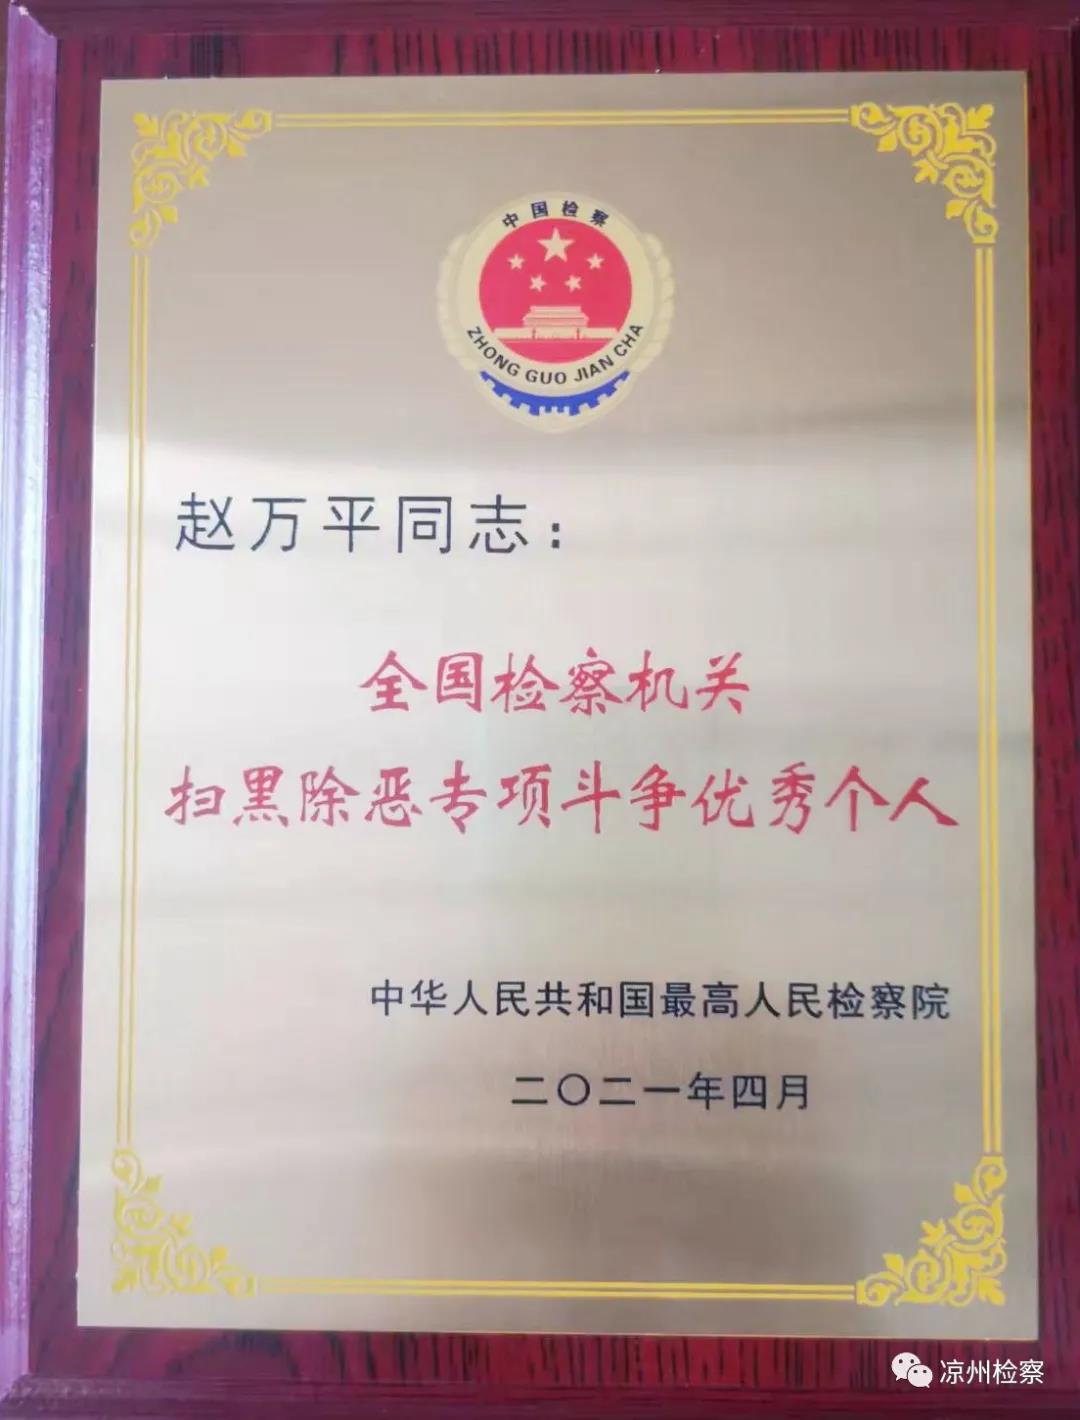 中国检察
ZHONG GUO JIAN CHA
赵万平同志：
全国检察机关
扫黑除恶专项斗争优秀个人
中华人民共和国最高人民检察院
二〇二一年四月
凉州检察